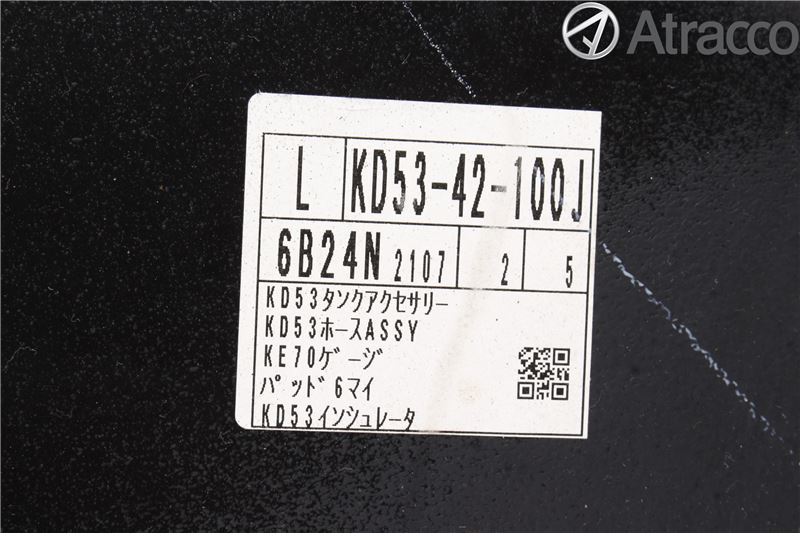 Atracco
L KD53-42-100J
6B24N 2107 2 5
KD53タンクアクセサリー
KD53ホースASSY
KE70ゲージ
パッド6マイ
KD53インシュレータ